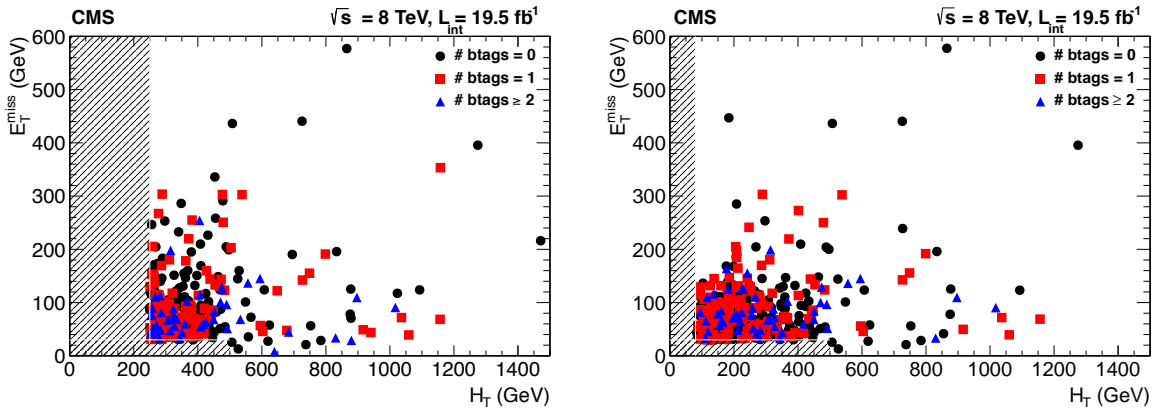 CMS
√s = 8 TeV, L_int = 19.5 fb⁻¹
E_T^miss (GeV)
600
500
400
300
200
100
0
# btags = 0
# btags = 1
# btags ≥ 2
0 200 400 600 800 1000 1200 1400
H_T (GeV)
CMS
√s = 8 TeV, L_int = 19.5 fb⁻¹
E_T^miss (GeV)
600
500
400
300
200
100
0
# btags = 0
# btags = 1
# btags ≥ 2
200 400 600 800 1000 1200 1400
H_T (GeV)